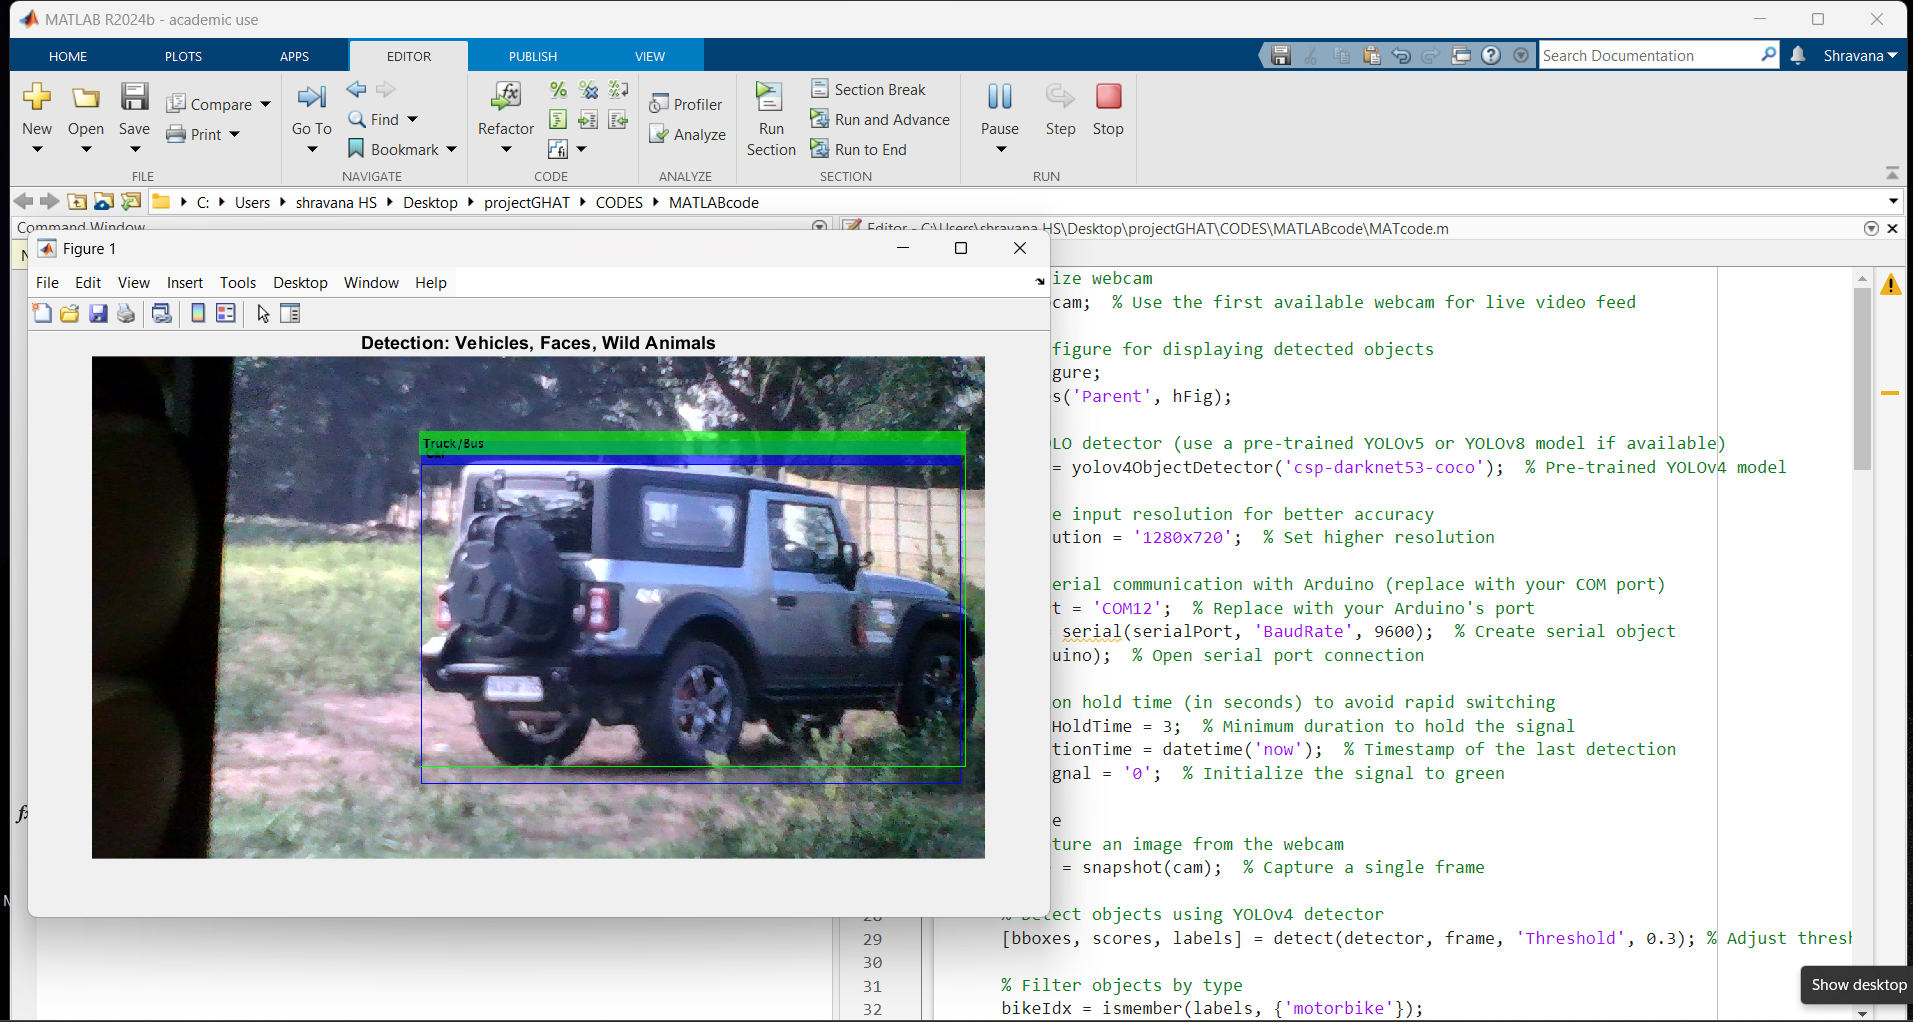 MATLAB R2024b - academic use
HOME PLOTS APPS EDITOR PUBLISH VIEW
Search Documentation
Shravana
New
Open
Save
Compare
Print
FILE
Go To
Find
Bookmark
NAVIGATE
Refactor
CODE
Profiler
Analyze
ANALYZE
Run
Section
Section Break
Run and Advance
Run to End
SECTION
Pause
Step
Stop
RUN
C: Users shravana HS Desktop projectGHAT CODES MATLABcode
Command Window
Editor - C:\Users\shravana HS\Desktop\projectGHAT\CODES\MATLABcode\MATcode.m
Figure 1
File Edit View Insert Tools Desktop Window Help
Detection: Vehicles, Faces, Wild Animals
Truck/Bus
Car
ize webcam
cam; % Use the first available webcam for live video feed
figure for displaying detected objects
gure;
s('Parent', hFig);
LO detector (use a pre-trained YOLOv5 or YOLOv8 model if available)
= yolov4ObjectDetector('csp-darknet53-coco'); % Pre-trained YOLOv4 model
e input resolution for better accuracy
ution = '1280x720'; % Set higher resolution
erial communication with Arduino (replace with your COM port)
t = 'COM12'; % Replace with your Arduino's port
serial(serialPort, 'BaudRate', 9600); % Create serial object
uino); % Open serial port connection
on hold time (in seconds) to avoid rapid switching
HoldTime = 3; % Minimum duration to hold the signal
tionTime = datetime('now'); % Timestamp of the last detection
gnal = '0'; % Initialize the signal to green
e
ture an image from the webcam
= snapshot(cam); % Capture a single frame
28 % Detect objects using YOLOv4 detector
29 [bboxes, scores, labels] = detect(detector, frame, 'Threshold', 0.3); % Adjust thresh
30
31 % Filter objects by type
32 bikeIdx = ismember(labels, {'motorbike'});
Show desktop